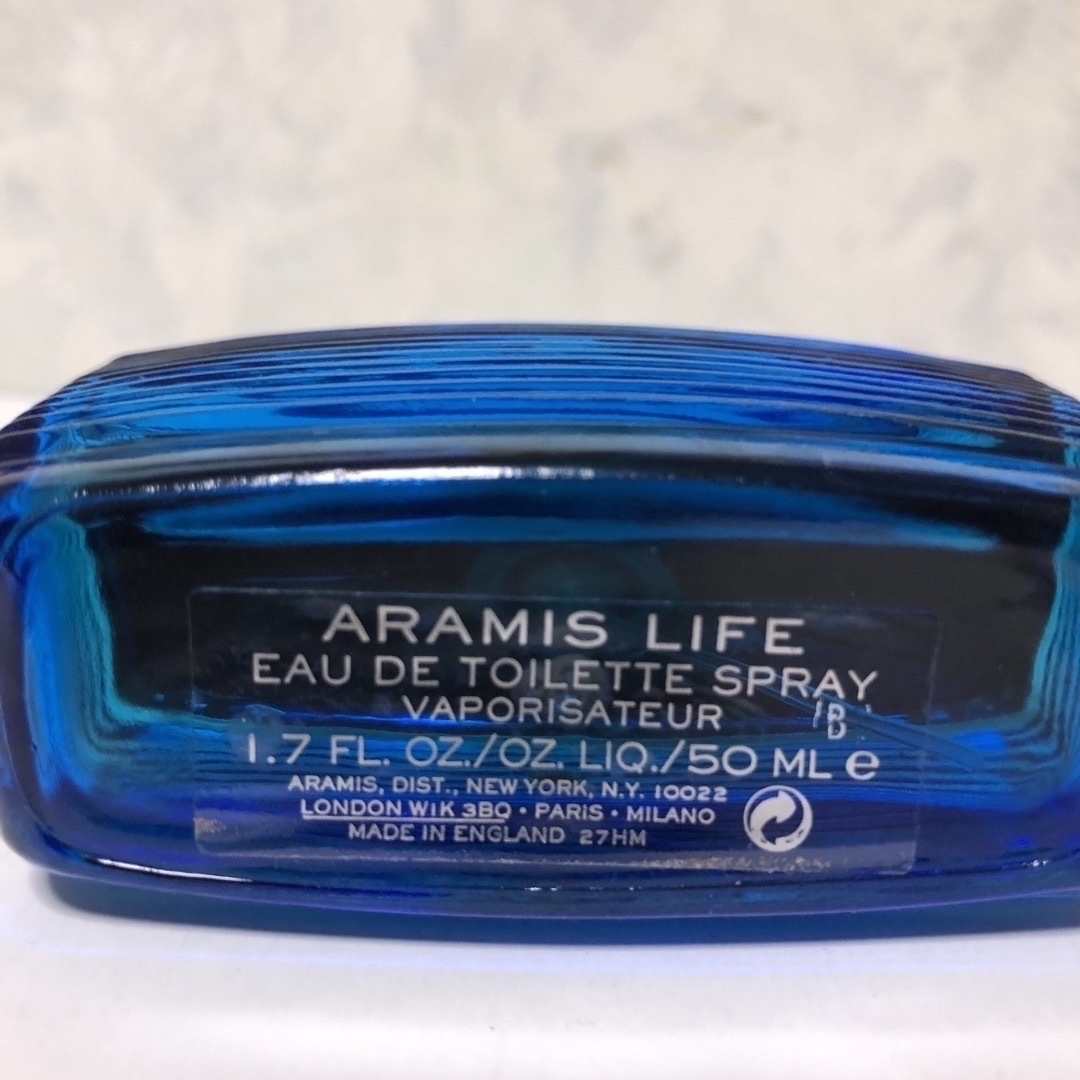 ARAMIS LIFE
EAU DE TOILETTE SPRAY
VAPORISATEUR
1.7 FL. OZ./OZ. LIQ./50 ML e
ARAMIS, DIST., NEW YORK, N.Y. 10022
LONDON W1K 3BQ • PARIS • MILANO
MADE IN ENGLAND 27HM